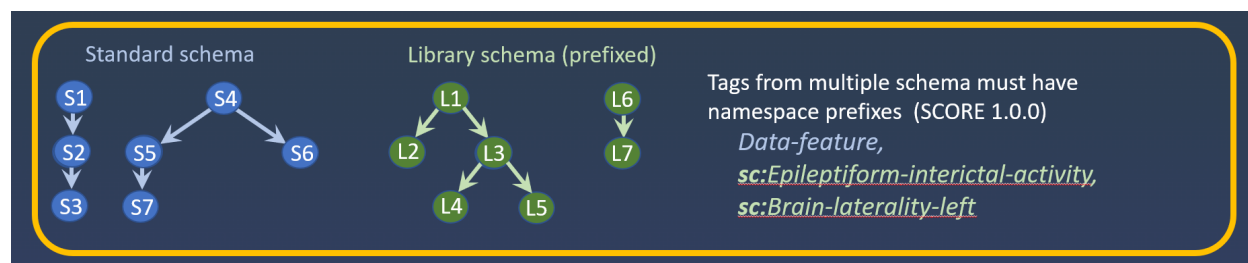 Standard schema
S1
S2
S3
S4
S5
S6
S7
Library schema (prefixed)
L1
L2
L3
L4
L5
L6
L7
Tags from multiple schema must have
namespace prefixes  (SCORE 1.0.0)
Data-feature,
sc:Epileptiform-interictal-activity,
sc:Brain-laterality-left